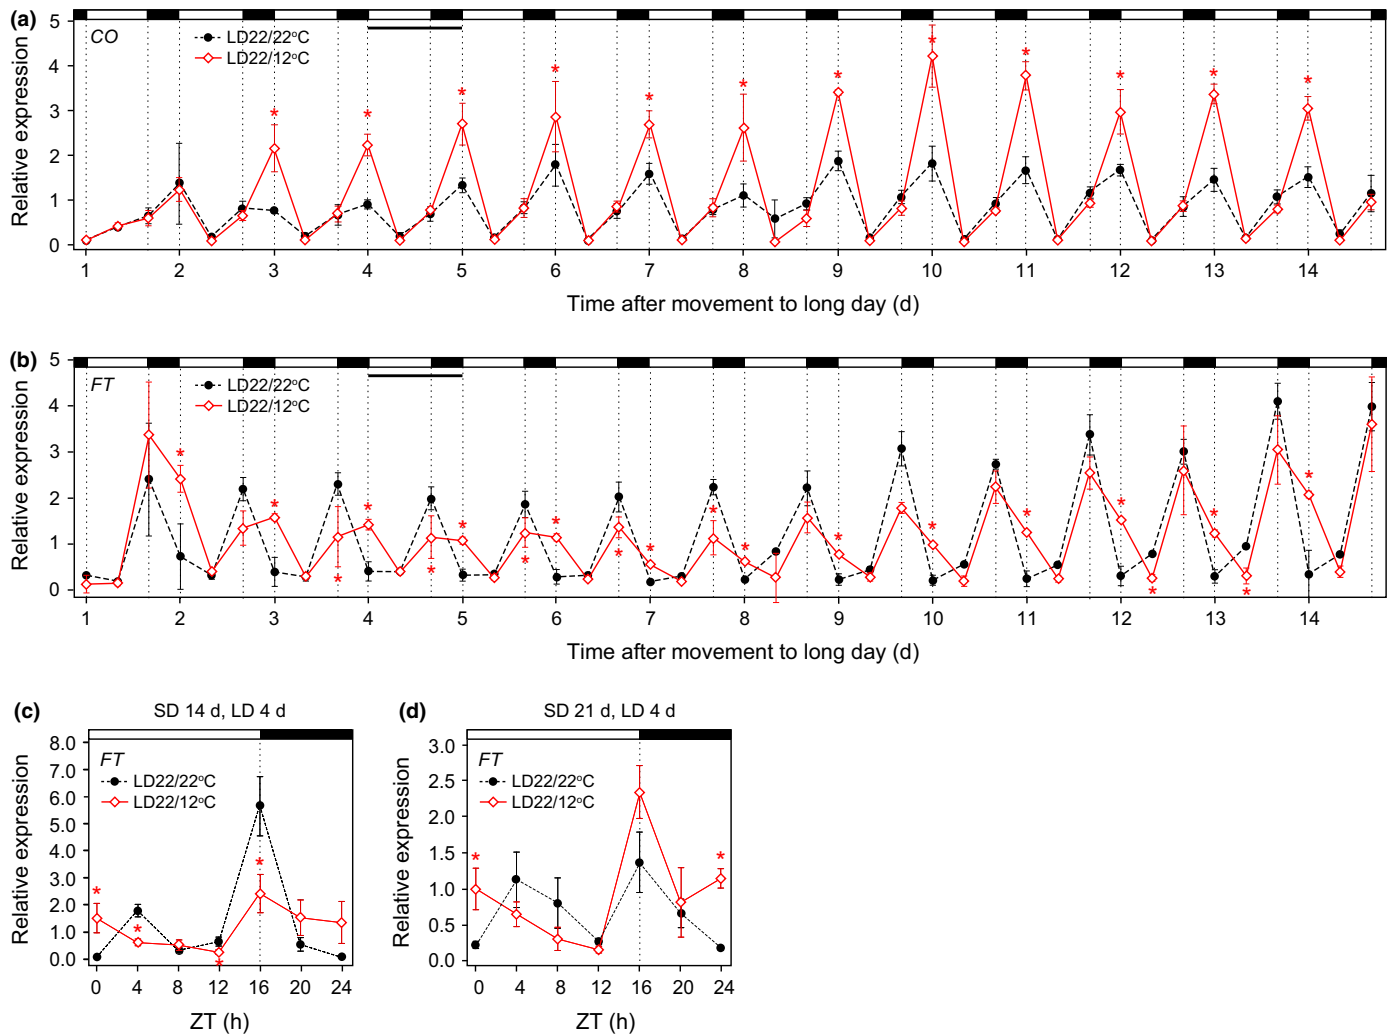 (a)
CO
LD22/22°C
LD22/12°C
Relative expression
5
4
3
2
1
0
* * * * * * * * * * * *
1 2 3 4 5 6 7 8 9 10 11 12 13 14
Time after movement to long day (d)
(b)
FT
LD22/22°C
LD22/12°C
Relative expression
5
4
3
2
1
0
1 2 3 4 5 6 7 8 9 10 11 12 13 14
Time after movement to long day (d)
(c)
SD 14 d, LD 4 d
FT
LD22/22°C
LD22/12°C
Relative expression
8.0
7.0
6.0
5.0
4.0
3.0
2.0
1.0
0.0
0 4 8 12 16 20 24
ZT (h)
(d)
SD 21 d, LD 4 d
FT
LD22/22°C
LD22/12°C
Relative expression
3.0
2.5
2.0
1.5
1.0
0.5
0.0
0 4 8 12 16 20 24
ZT (h)